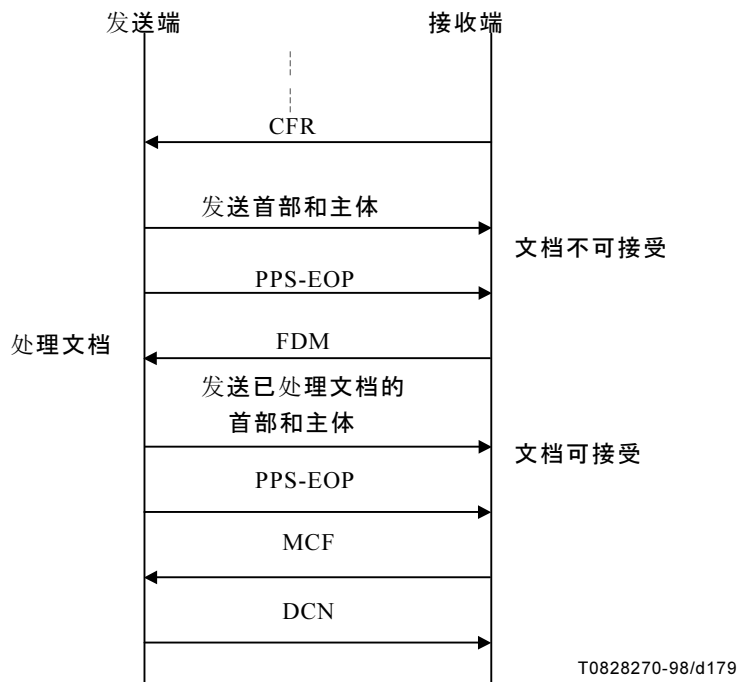 发送端
接收端
CFR
发送首部和主体
文档不可接受
PPS-EOP
处理文档
FDM
发送已处理文档的
首部和主体
文档可接受
PPS-EOP
MCF
DCN
T0828270-98/d179